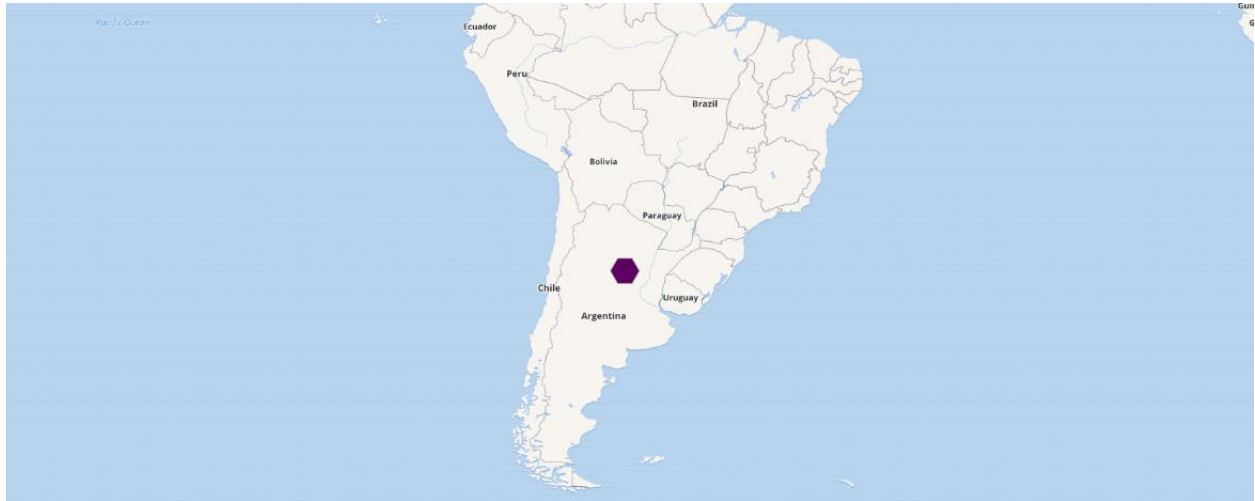 Pacific Ocean
Ecuador
Peru
Brazil
Bolivia
Paraguay
Chile
Uruguay
Argentina